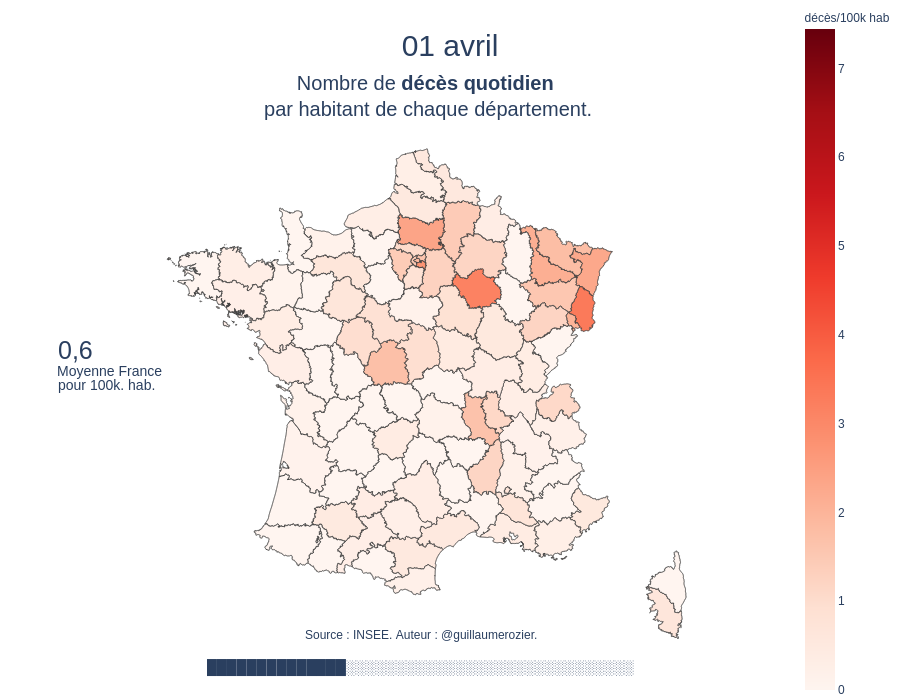 décès/100k hab
01 avril
Nombre de décès quotidien
par habitant de chaque département.
7
6
5
4
3
2
1
0
0,6
Moyenne France
pour 100k. hab.
Source : INSEE. Auteur : @guillaumerozier.